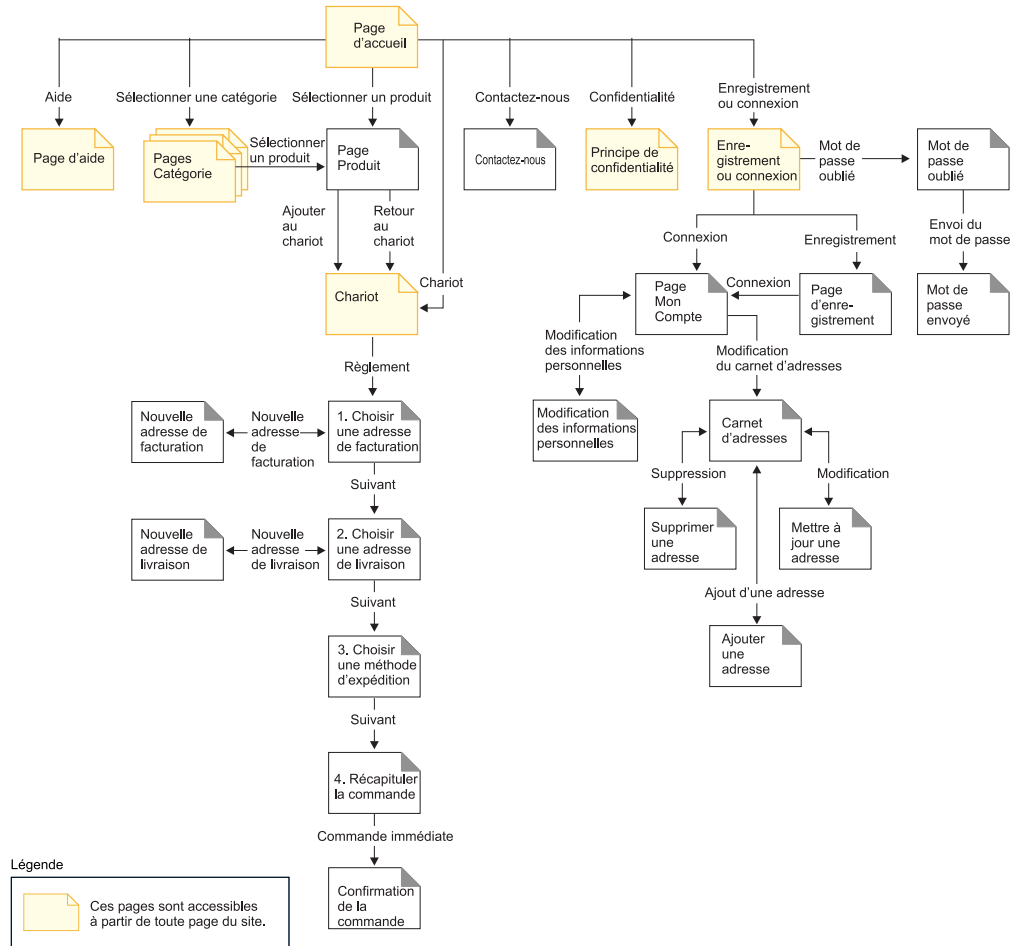 Page
d'accueil
Aide
Sélectionner une catégorie
Sélectionner un produit
Contactez-nous
Confidentialité
Enregistrement
ou connexion
Page d'aide
Pages
Catégorie
Sélectionner
un produit
Page
Produit
Contactez-nous
Principe de
confidentialité
Enre-
gistrement
ou connexion
Mot de
passe
oublié
Mot de
passe
oublié
Ajouter
au
chariot
Retour
au
chariot
Connexion
Enregistrement
Envoi du
mot de passe
Chariot
Chariot
Page
Mon
Compte
Connexion
Page
d'enre-
gistrement
Mot de
passe
envoyé
Modification
des informations
personnelles
Modification
du carnet d'adresses
Règlement
Nouvelle
adresse de
facturation
Nouvelle
adresse
de
facturation
1. Choisir
une adresse
de facturation
Modification
des informations
personnelles
Carnet
d'adresses
Suivant
Suppression
Modification
Nouvelle
adresse de
livraison
Nouvelle
adresse
de livraison
2. Choisir
une adresse
de livraison
Supprimer
une
adresse
Mettre à
jour une
adresse
Suivant
Ajout d'une adresse
3. Choisir
une méthode
d'expédition
Ajouter
une
adresse
Suivant
4. Récapituler
la commande
Commande immédiate
Confirmation
de la
commande
Légende
Ces pages sont accessibles
à partir de toute page du site.